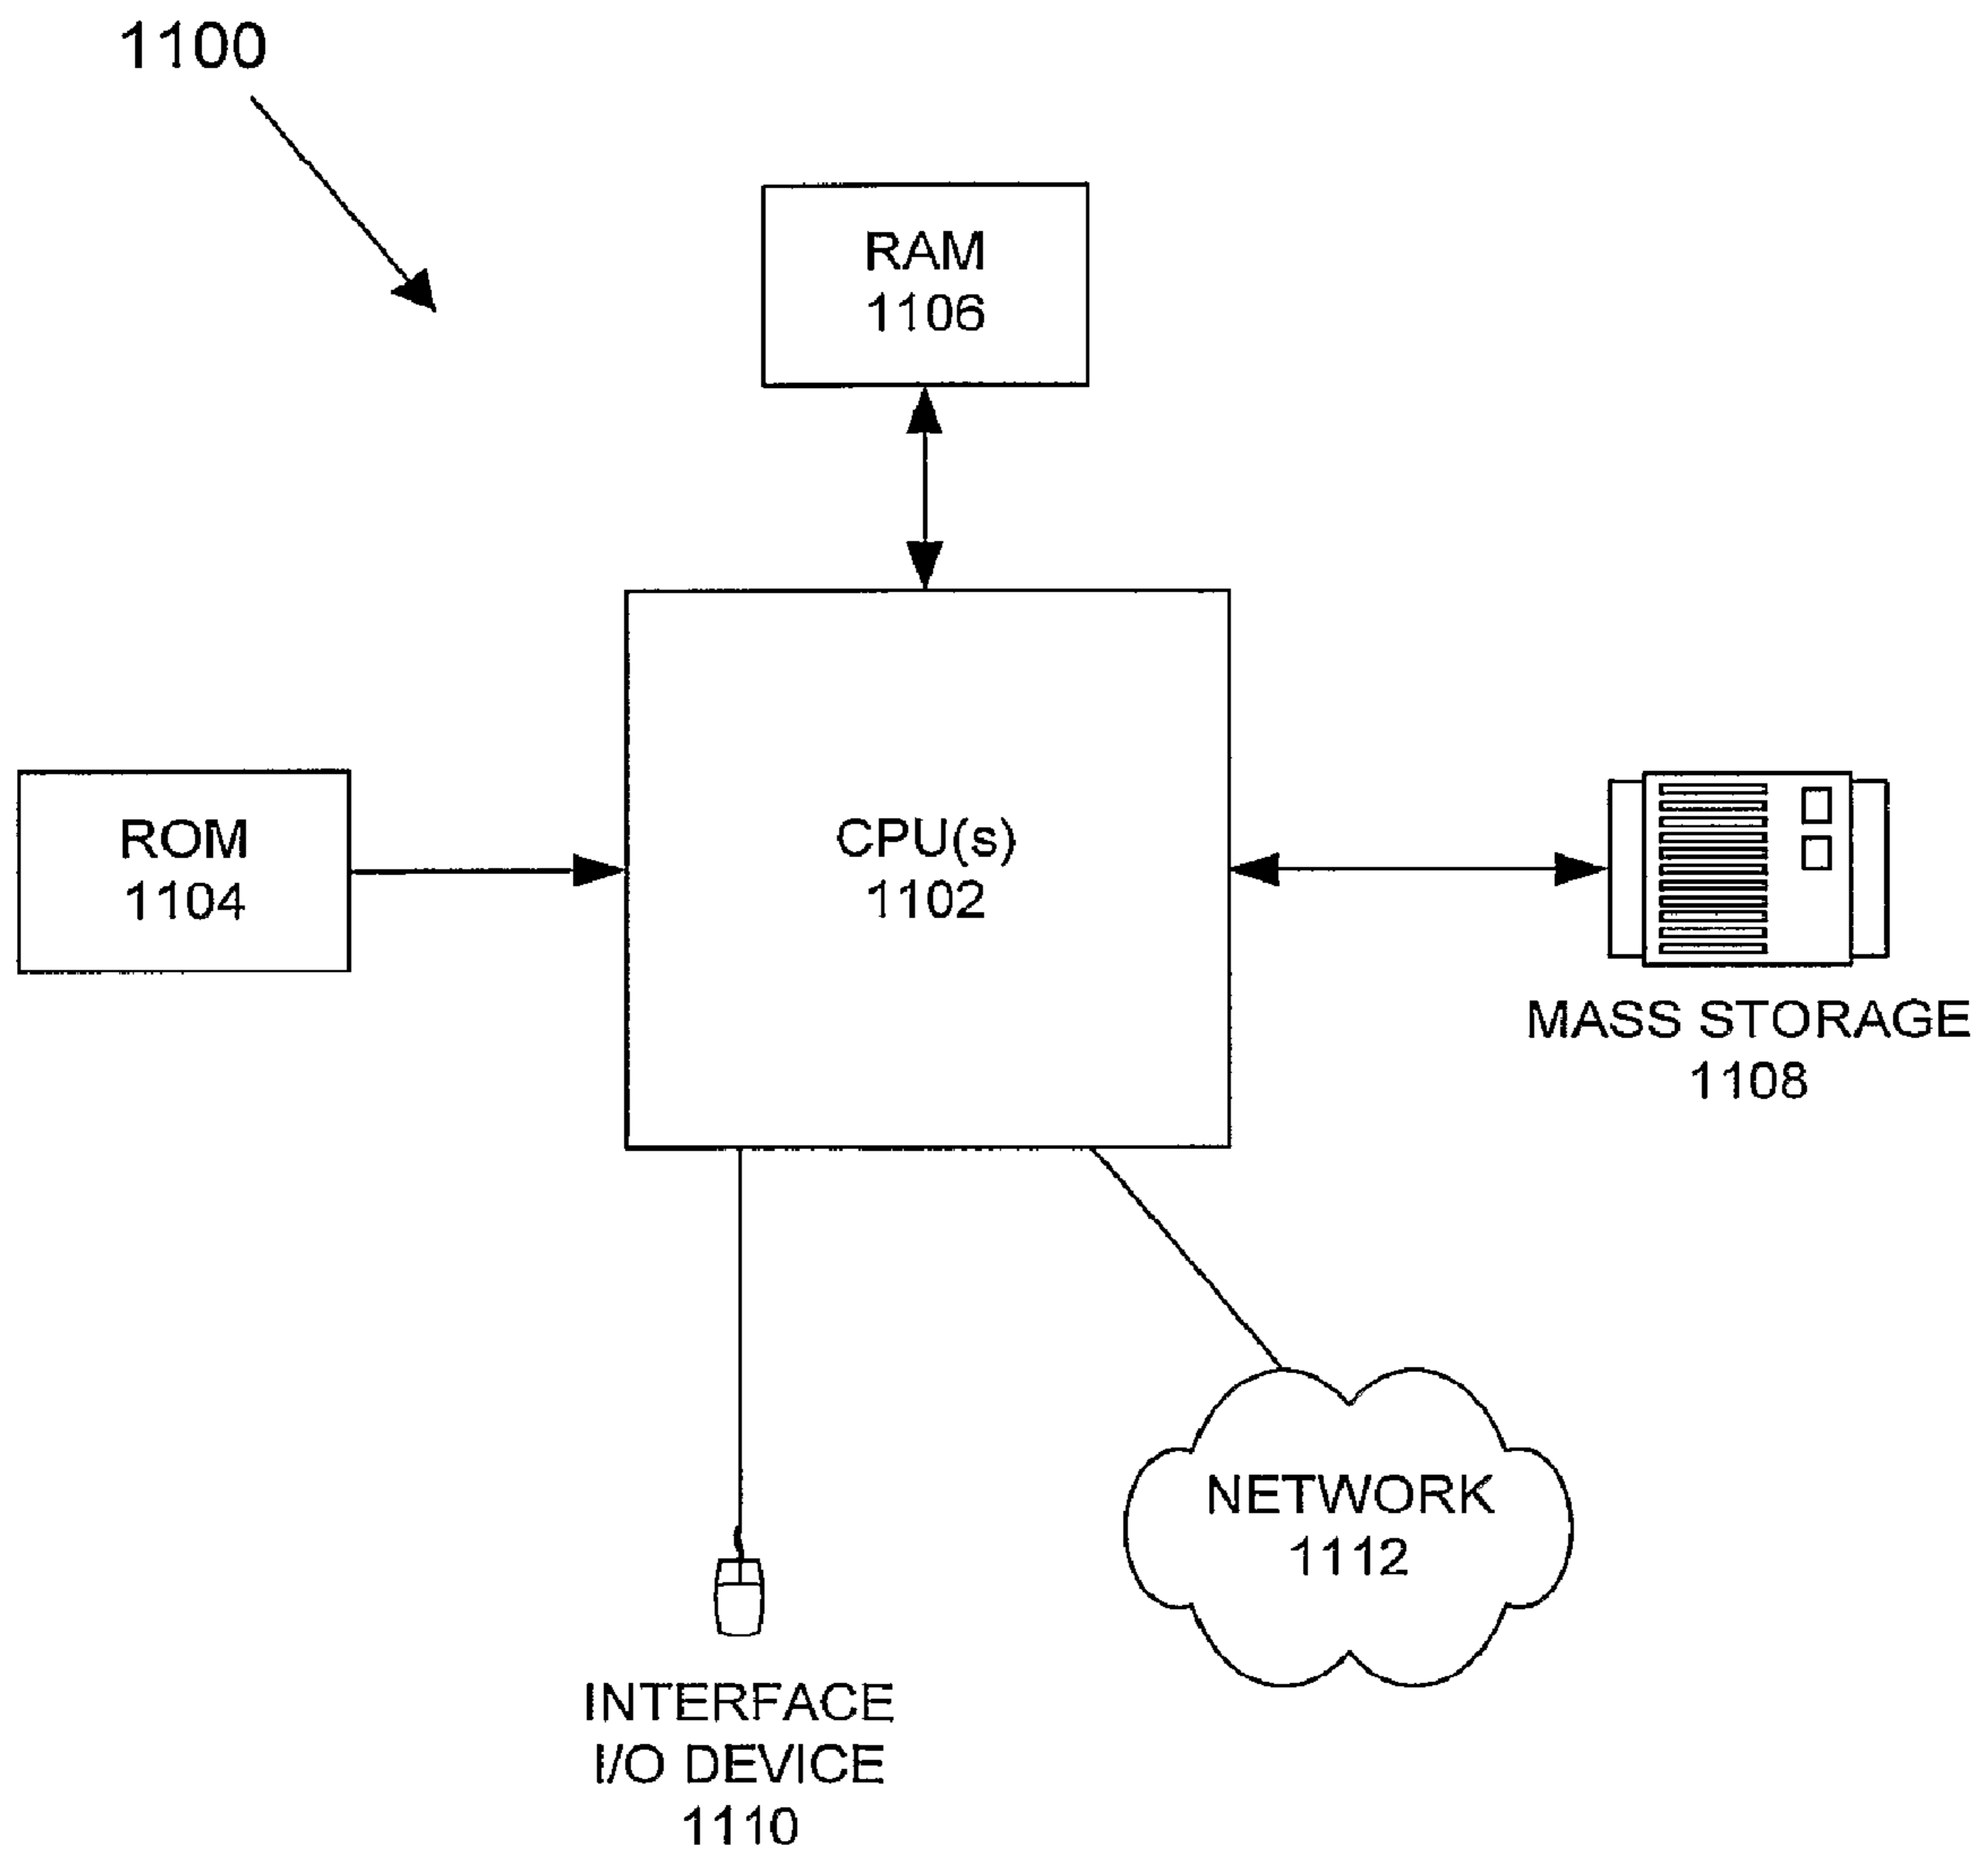 1100
RAM
1106
ROM
1104
CPU(s)
1102
MASS STORAGE
1108
NETWORK
1112
INTERFACE
I/O DEVICE
1110